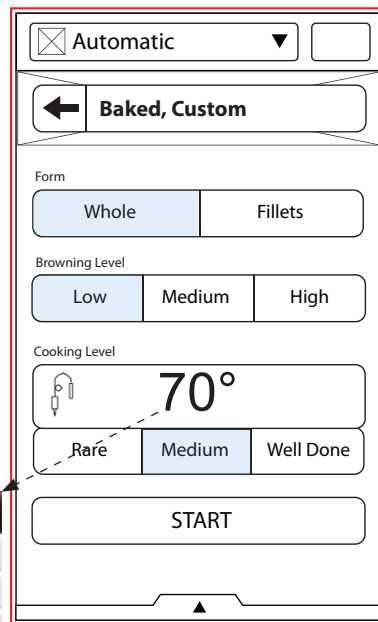 Automatic
Baked, Custom
Form
Whole Fillets
Browning Level
Low Medium High
Cooking Level
70°
Rare Medium Well Done
START